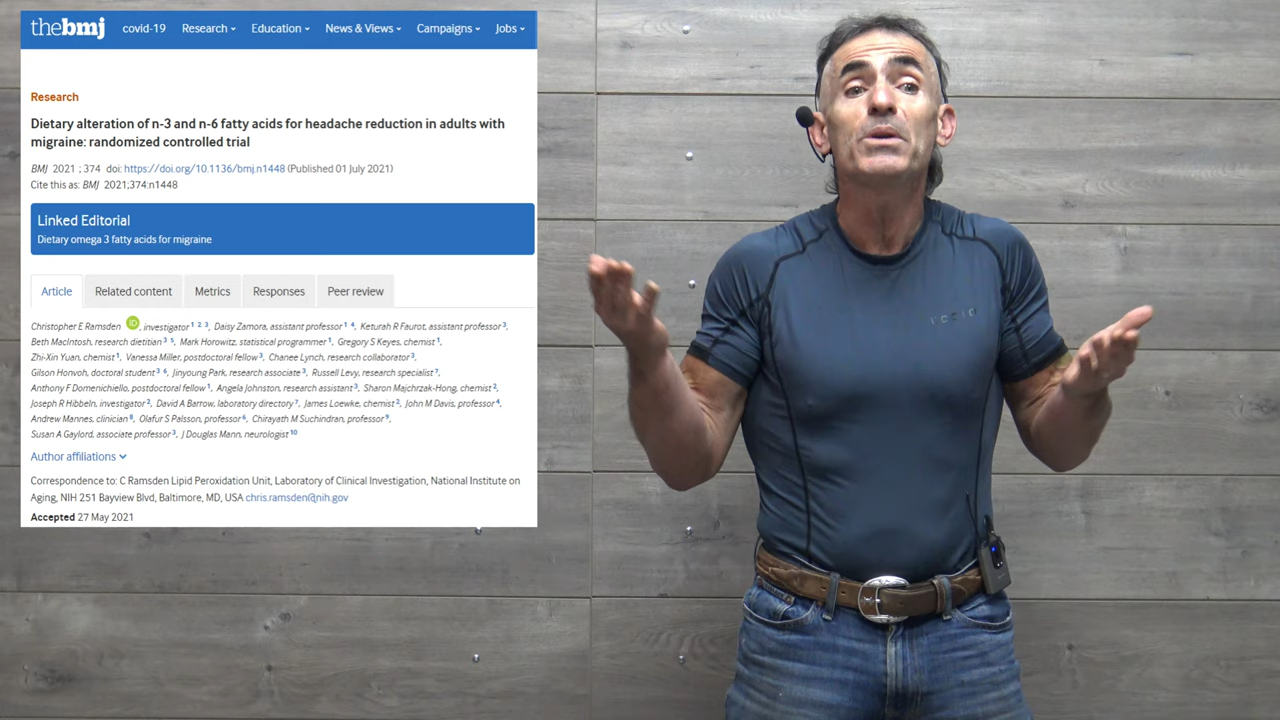 thebmj covid-19 Research Education News & Views Campaigns Jobs
Research
Dietary alteration of n-3 and n-6 fatty acids for headache reduction in adults with
migraine: randomized controlled trial
BMJ 2021 ; 374 doi: https://doi.org/10.1136/bmj.n1448 (Published 01 July 2021)
Cite this as: BMJ 2021;374:n1448
Linked Editorial
Dietary omega 3 fatty acids for migraine
Article Related content Metrics Responses Peer review
Christopher E Ramsden iD , investigator 1 2 3, Daisy Zamora, assistant professor 1 4, Keturah R Faurot, assistant professor 3,
Beth MacIntosh, research dietitian 3 5, Mark Horowitz, statistical programmer 1, Gregory S Keyes, chemist 1,
Zhi-Xin Yuan, chemist 1, Vanessa Miller, postdoctoral fellow 3, Chanee Lynch, research collaborator 3,
Gilson Honvoh, doctoral student 3 6, Jinyoung Park, research associate 3, Russell Levy, research specialist 7,
Anthony F Domenichiello, postdoctoral fellow 1, Angela Johnston, research assistant 3, Sharon Majchrzak-Hong, chemist 2,
Joseph R Hibbeln, investigator 2, David A Barrow, laboratory directory 7, James Loewke, chemist 2, John M Davis, professor 4,
Andrew Mannes, clinician 8, Olafur S Palsson, professor 6, Chirayath M Suchindran, professor 9,
Susan A Gaylord, associate professor 3, J Douglas Mann, neurologist 10
Author affiliations
Correspondence to: C Ramsden Lipid Peroxidation Unit, Laboratory of Clinical Investigation, National Institute on
Aging, NIH 251 Bayview Blvd, Baltimore, MD, USA chris.ramsden@nih.gov
Accepted 27 May 2021